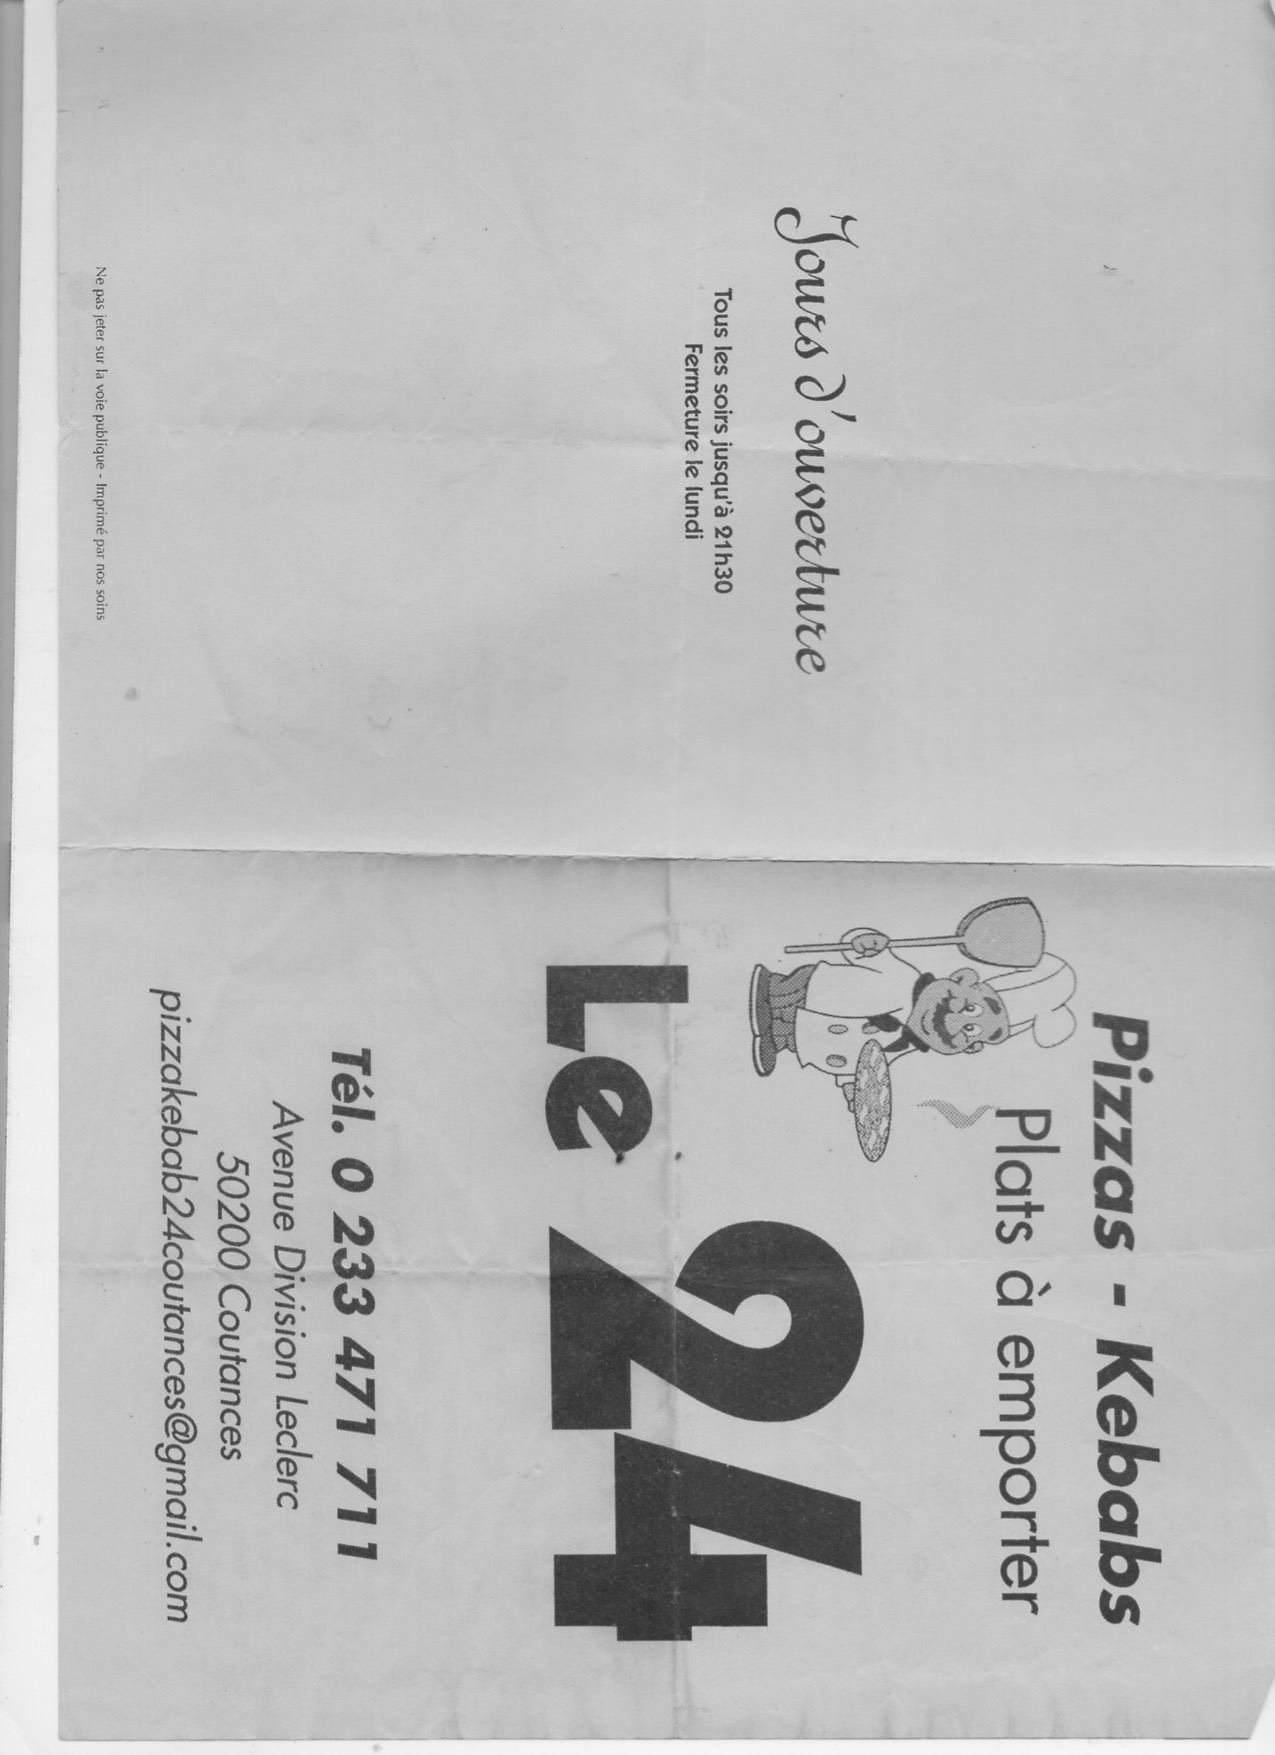 Jours d'ouverture
Tous les soirs jusqu'à 21h30
Fermeture le lundi
Ne pas jeter sur la voie publique - Imprimé par nos soins
Pizzas - Kebabs
Plats à emporter
Le 24
Tél. 0 233 471 711
Avenue Division Leclerc
50200 Coutances
pizzakebab24coutances@gmail.com